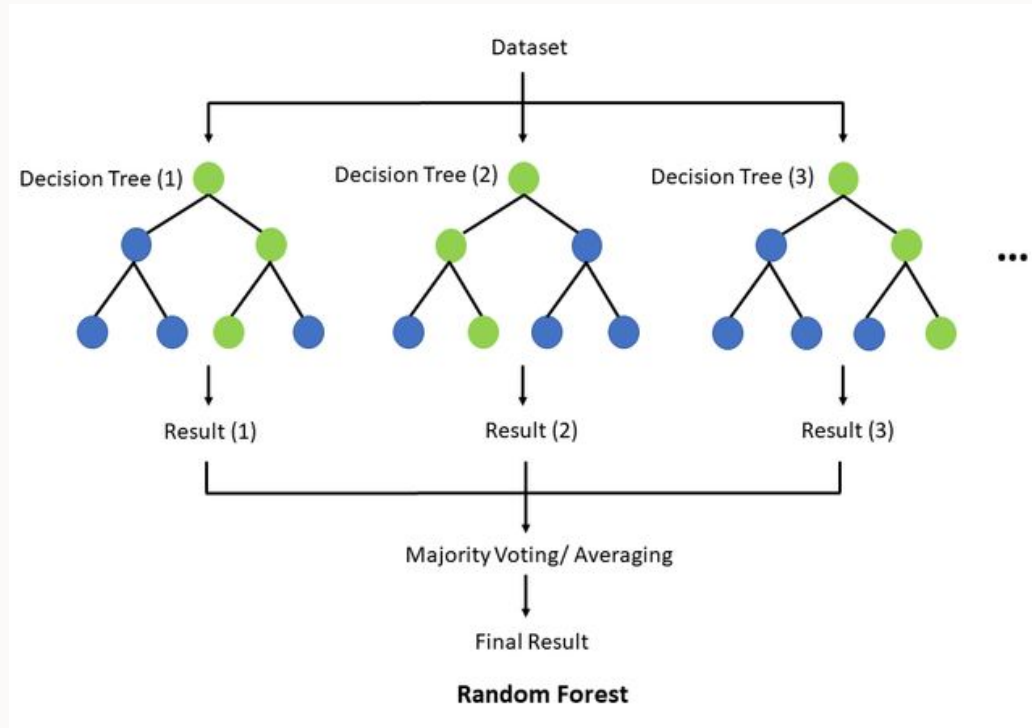 Dataset
Decision Tree (1)
Decision Tree (2)
Decision Tree (3)
...
Result (1)
Result (2)
Result (3)
Majority Voting/ Averaging
Final Result
Random Forest